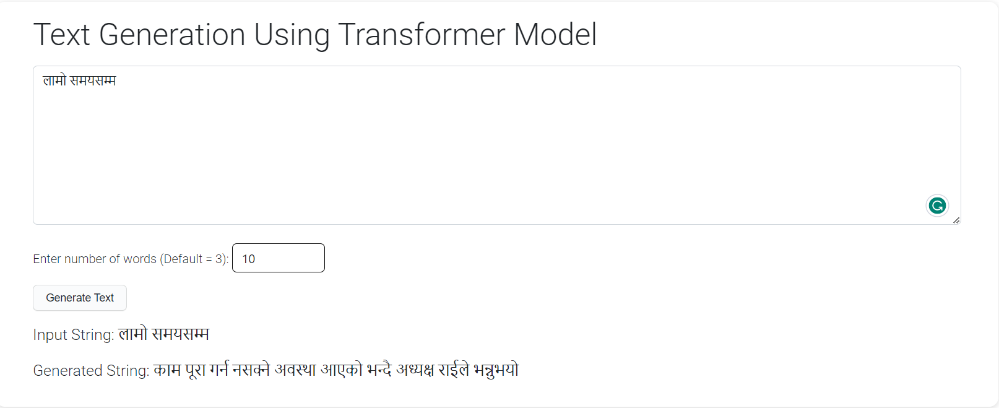 Text Generation Using Transformer Model
लामो समयसम्म
Enter number of words (Default = 3): 10
Generate Text
Input String: लामो समयसम्म
Generated String: काम पूरा गर्न नसक्ने अवस्था आएको भन्दै अध्यक्ष राईले भन्नुभयो